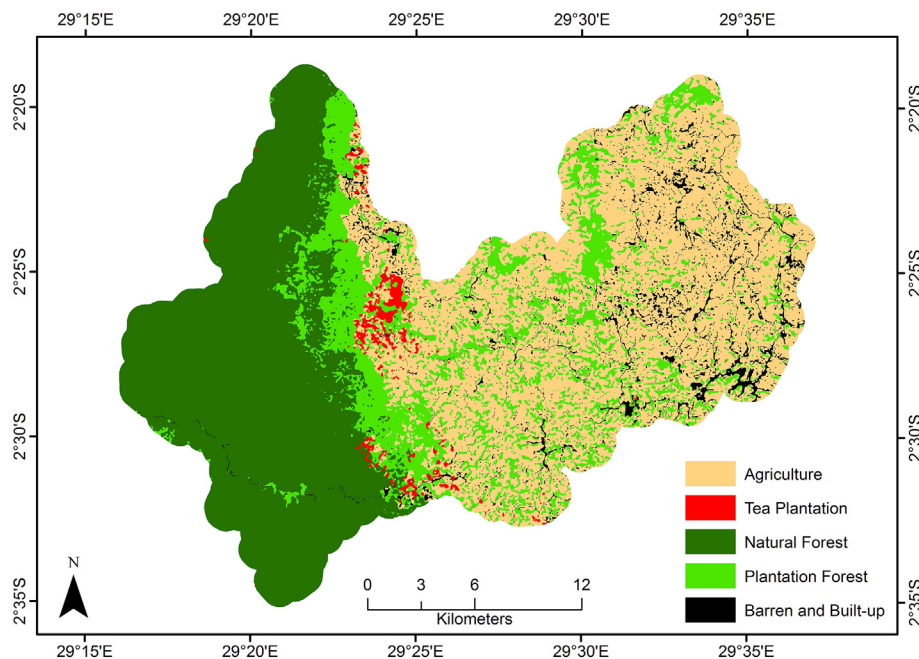 29°15'E 29°20'E 29°25'E 29°30'E 29°35'E
2°20'S 2°20'S
2°25'S 2°25'S
2°30'S 2°30'S
2°35'S 2°35'S
Agriculture
Tea Plantation
Natural Forest
Plantation Forest
Barren and Built-up
N
0 3 6 12
Kilometers
29°15'E 29°20'E 29°25'E 29°30'E 29°35'E